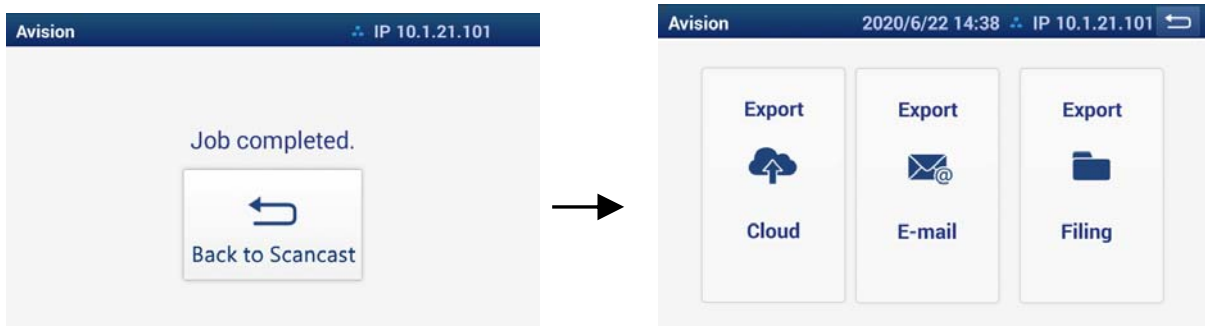 Avision IP 10.1.21.101
Job completed.
Back to Scancast
Avision 2020/6/22 14:38 IP 10.1.21.101
Export Export Export
@
Cloud E-mail Filing